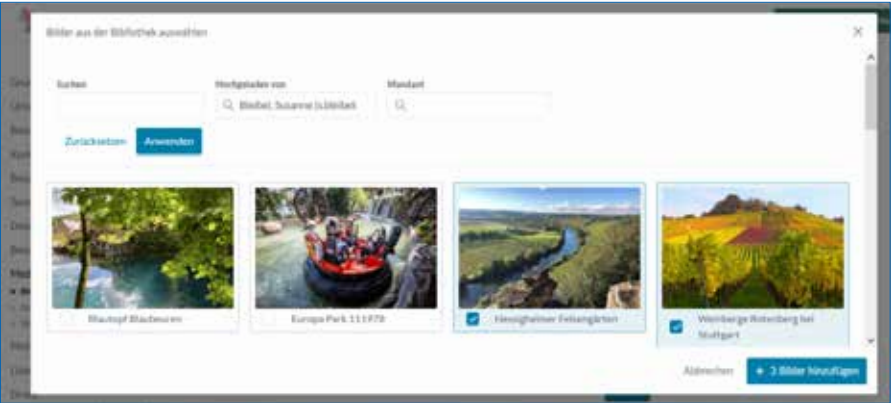 Bilder aus der Bibliothek auswählen
Suchen
Hochgeladen von
Mandant
Bleibel, Susanne
Zurücksetzen
Anwenden
Blautopf Blaubeuren
Europa Park 111978
Hessigheimer Felsengärten
Weinberge Rotenberg bei
Stuttgart
Abbrechen
+ 3 Bilder hinzufügen